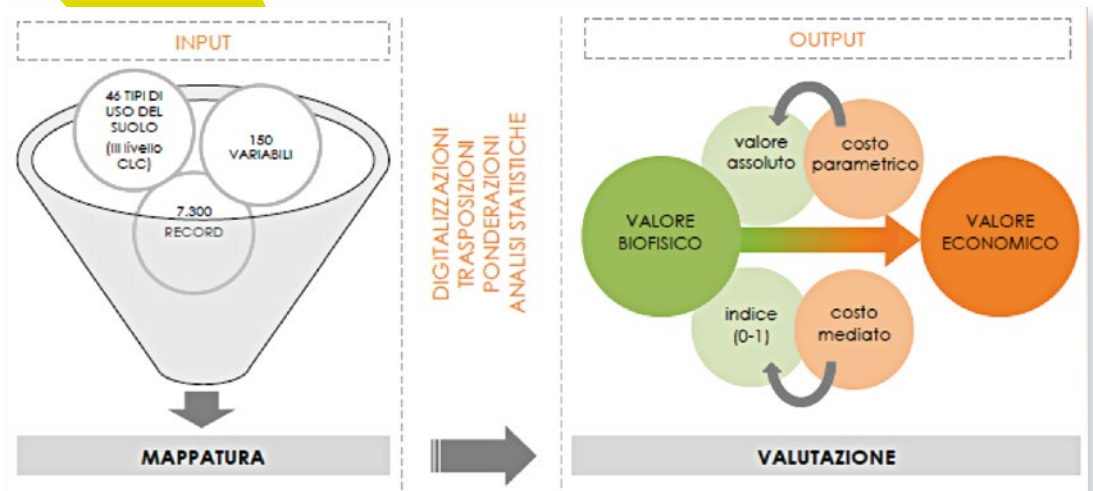 INPUT
46 TIPI DI
USO DEL
SUOLO
(III livello
CLC)
150
VARIABILI
7.300
RECORD
MAPPATURA
DIGITALIZZAZIONI
TRASPOSIZIONI
PONDERAZIONI
ANALISI STATISTICHE
OUTPUT
valore
assoluto
costo
parametrico
VALORE
BIOFISICO
VALORE
ECONOMICO
indice
(0-1)
costo
mediato
VALUTAZIONE